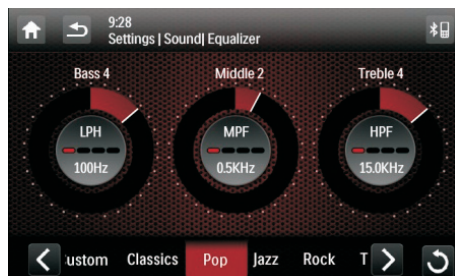 9:28
Settings | Sound| Equalizer
Bass 4
Middle 2
Treble 4
LPH
MPF
HPF
100Hz
0.5KHz
15.0KHz
ustom Classics Pop Jazz Rock T